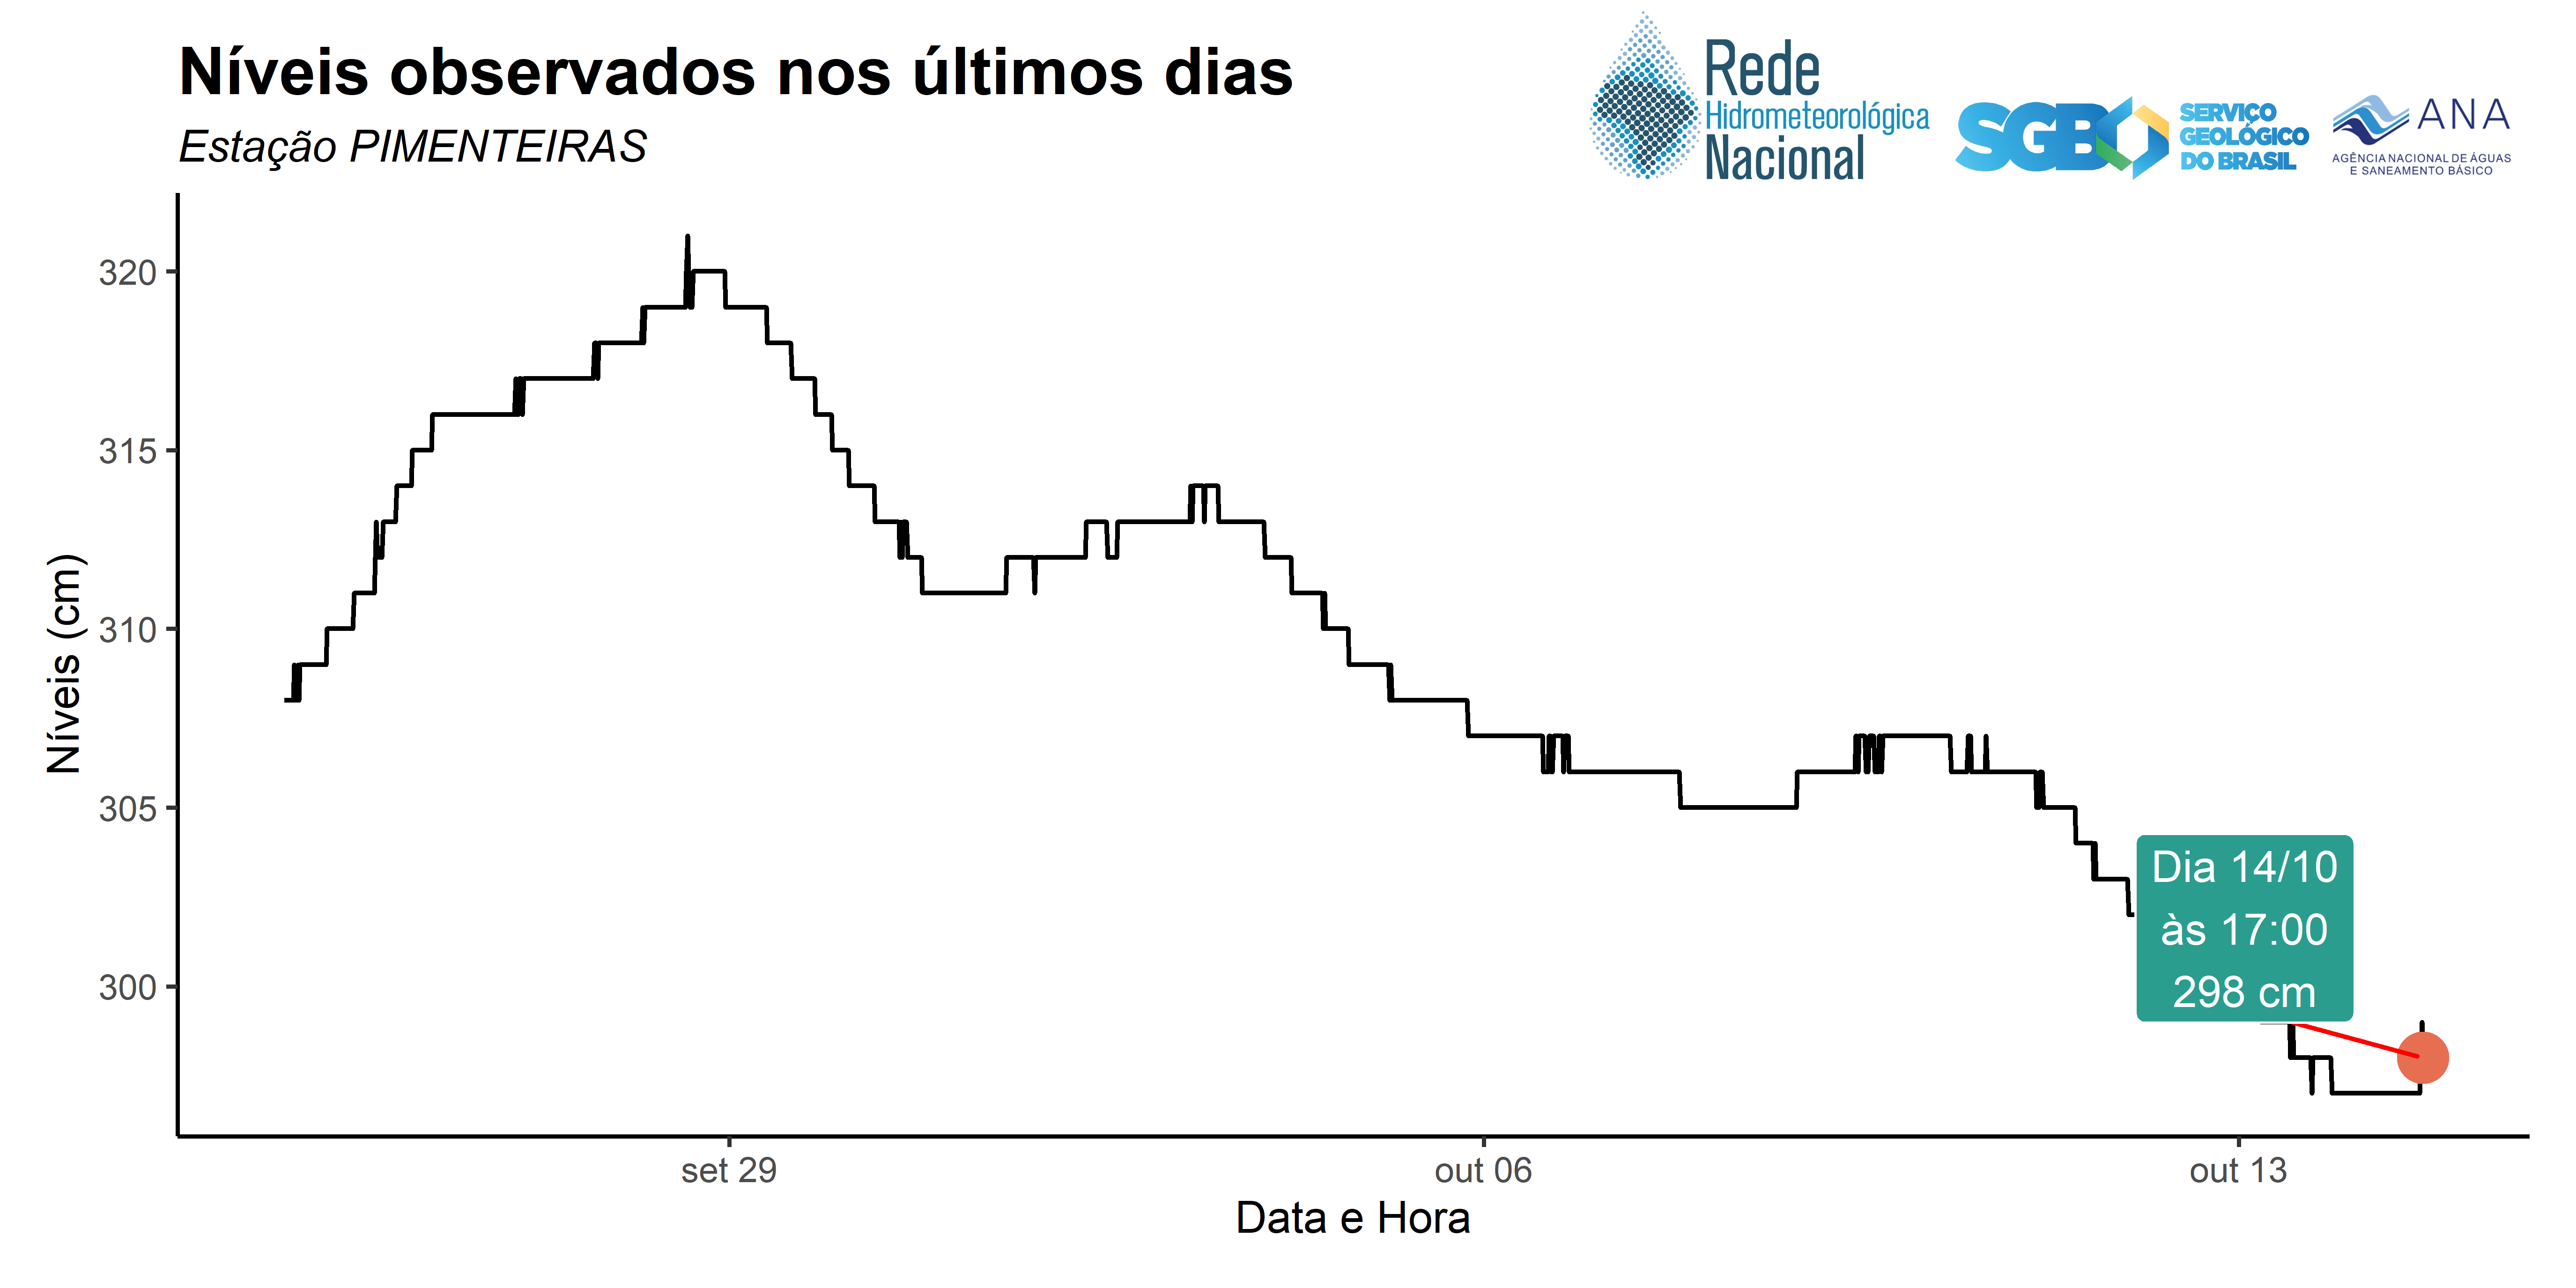 Níveis observados nos últimos dias
Estação PIMENTEIRAS
Rede
Hidrometeorológica
Nacional
SGB
SERVIÇO
GEOLÓGICO
DO BRASIL
ANA
AGÊNCIA NACIONAL DE ÁGUAS
E SANEAMENTO BÁSICO
Níveis (cm)
320
315
310
305
300
Dia 14/10
às 17:00
298 cm
set 29
out 06
out 13
Data e Hora